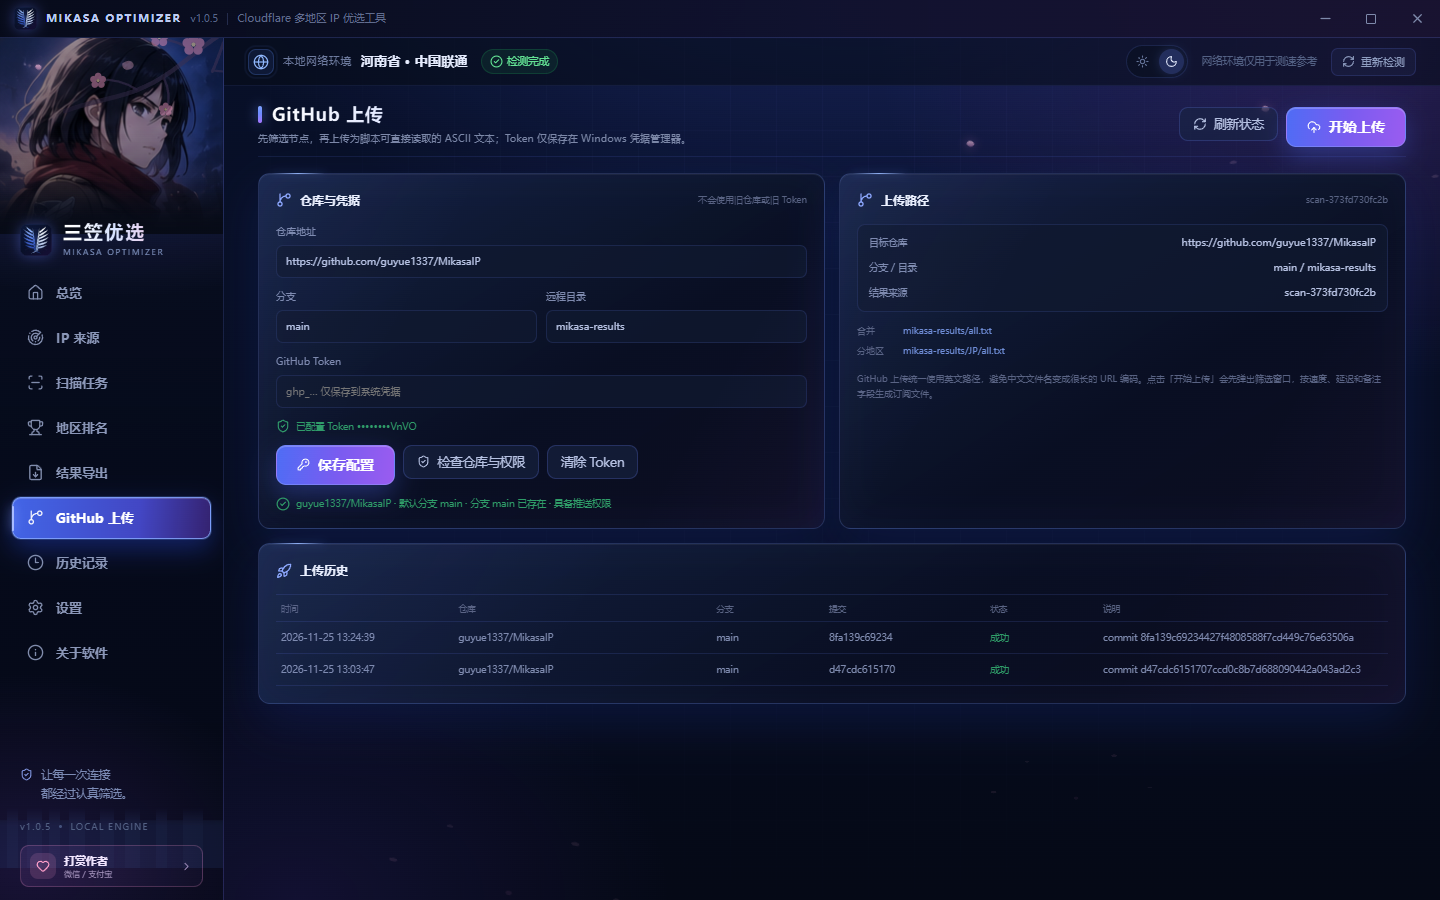 MIKASA OPTIMIZER v1.0.5 Cloudflare 多地区 IP 优选工具
本地网络环境 河南省 • 中国联通 检测完成 网络环境仅用于测速参考 重新检测
三笠优选
MIKASA OPTIMIZER
总览
IP 来源
扫描任务
地区排名
结果导出
GitHub 上传
历史记录
设置
关于软件
让每一次连接
都经过认真筛选。
v1.0.5 • LOCAL ENGINE
打赏作者
微信 / 支付宝
GitHub 上传
先筛选节点，再上传为脚本可直接读取的 ASCII 文本；Token 仅保存在 Windows 凭据管理器。
刷新状态 开始上传
仓库与凭据 不会使用旧仓库或旧 Token
仓库地址
https://github.com/guyue1337/MikasaIP
分支 远程目录
main mikasa-results
GitHub Token
ghp_... 仅保存到系统凭据
已配置 Token ••••••••VnVO
保存配置 检查仓库与权限 清除 Token
guyue1337/MikasaIP · 默认分支 main · 分支 main 已存在 · 具备推送权限
上传路径 scan-373fd730fc2b
目标仓库 https://github.com/guyue1337/MikasaIP
分支 / 目录 main / mikasa-results
结果来源 scan-373fd730fc2b
合并 mikasa-results/all.txt
分地区 mikasa-results/JP/all.txt
GitHub 上传统一使用英文路径，避免中文文件名变成很长的 URL 编码。点击「开始上传」会先弹出筛选窗口，按速度、延迟和备注
字段生成订阅文件。
上传历史
时间 仓库 分支 提交 状态 说明
2026-11-25 13:24:39 guyue1337/MikasaIP main 8fa139c69234 成功 commit 8fa139c69234427f4808588f7cd449c76e63506a
2026-11-25 13:03:47 guyue1337/MikasaIP main d47cdc615170 成功 commit d47cdc6151707ccd0c8b7d688090442a043ad2c3